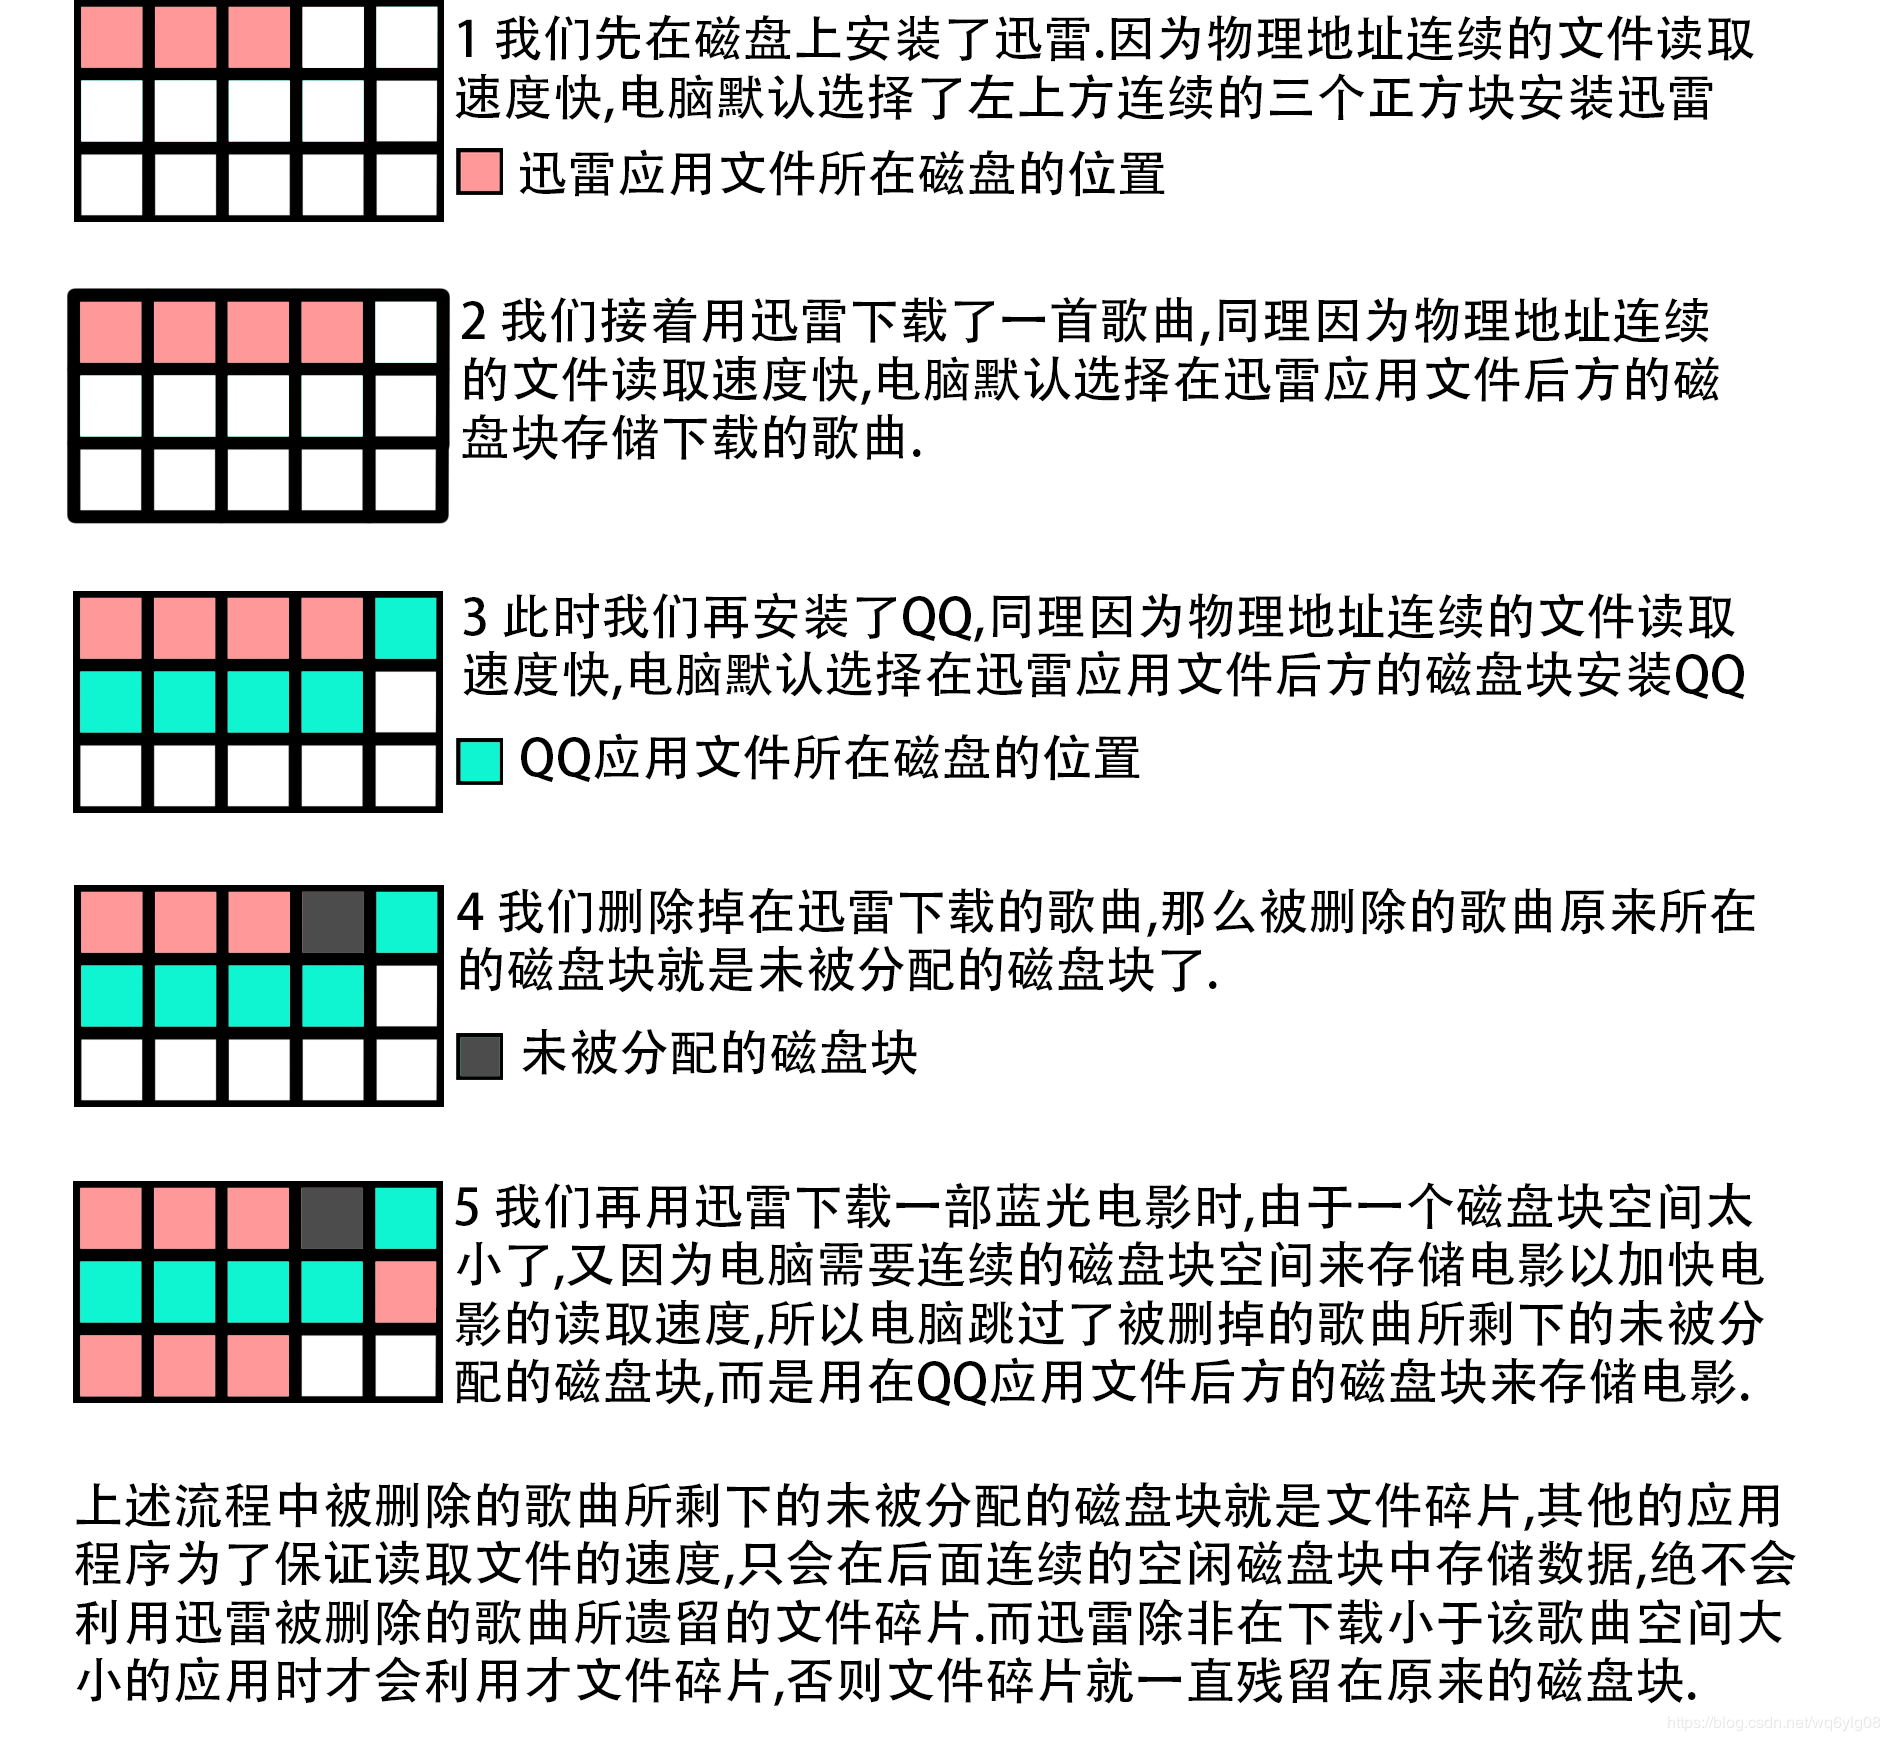 1 我们先在磁盘上安装了迅雷.因为物理地址连续的文件读取
速度快,电脑默认选择了左上方连续的三个正方块安装迅雷
迅雷应用文件所在磁盘的位置
2 我们接着用迅雷下载了一首歌曲,同理因为物理地址连续
的文件读取速度快,电脑默认选择在迅雷应用文件后方的磁
盘块存储下载的歌曲.
3 此时我们再安装了QQ,同理因为物理地址连续的文件读取
速度快,电脑默认选择在迅雷应用文件后方的磁盘块安装QQ
QQ应用文件所在磁盘的位置
4 我们删除掉在迅雷下载的歌曲,那么被删除的歌曲原来所在
的磁盘块就是未被分配的磁盘块了.
未被分配的磁盘块
5 我们再用迅雷下载一部蓝光电影时,由于一个磁盘块空间太
小了,又因为电脑需要连续的磁盘块空间来存储电影以加快电
影的读取速度,所以电脑跳过了被删掉的歌曲所剩下的未被分
配的磁盘块,而是用在QQ应用文件后方的磁盘块来存储电影.
上述流程中被删除的歌曲所剩下的未被分配的磁盘块就是文件碎片,其他的应用
程序为了保证读取文件的速度,只会在后面连续的空闲磁盘块中存储数据,绝不会
利用迅雷被删除的歌曲所遗留的文件碎片.而迅雷除非在下载小于该歌曲空间大
小的应用时才会利用才文件碎片,否则文件碎片就一直残留在原来的磁盘块.
https://blog.csdn.net/wq6ylg08